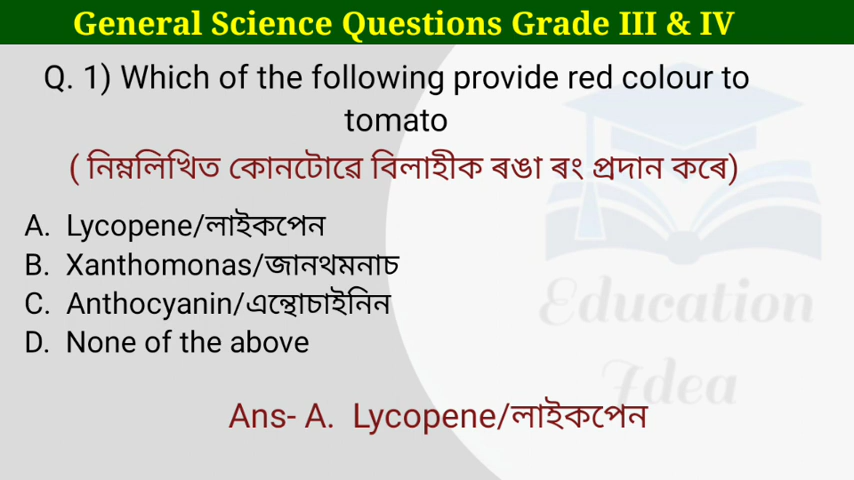 General Science Questions Grade III & IV
Q. 1) Which of the following provide red colour to
tomato
( নিম্নলিখিত কোনটোৱে বিলাহীক ৰঙা ৰং প্ৰদান কৰে)
A. Lycopene/লাইকপেন
B. Xanthomonas/জানথমনাচ
C. Anthocyanin/এন্থোচাইনিন
D. None of the above
Education
Idea
Ans- A. Lycopene/লাইকপেন